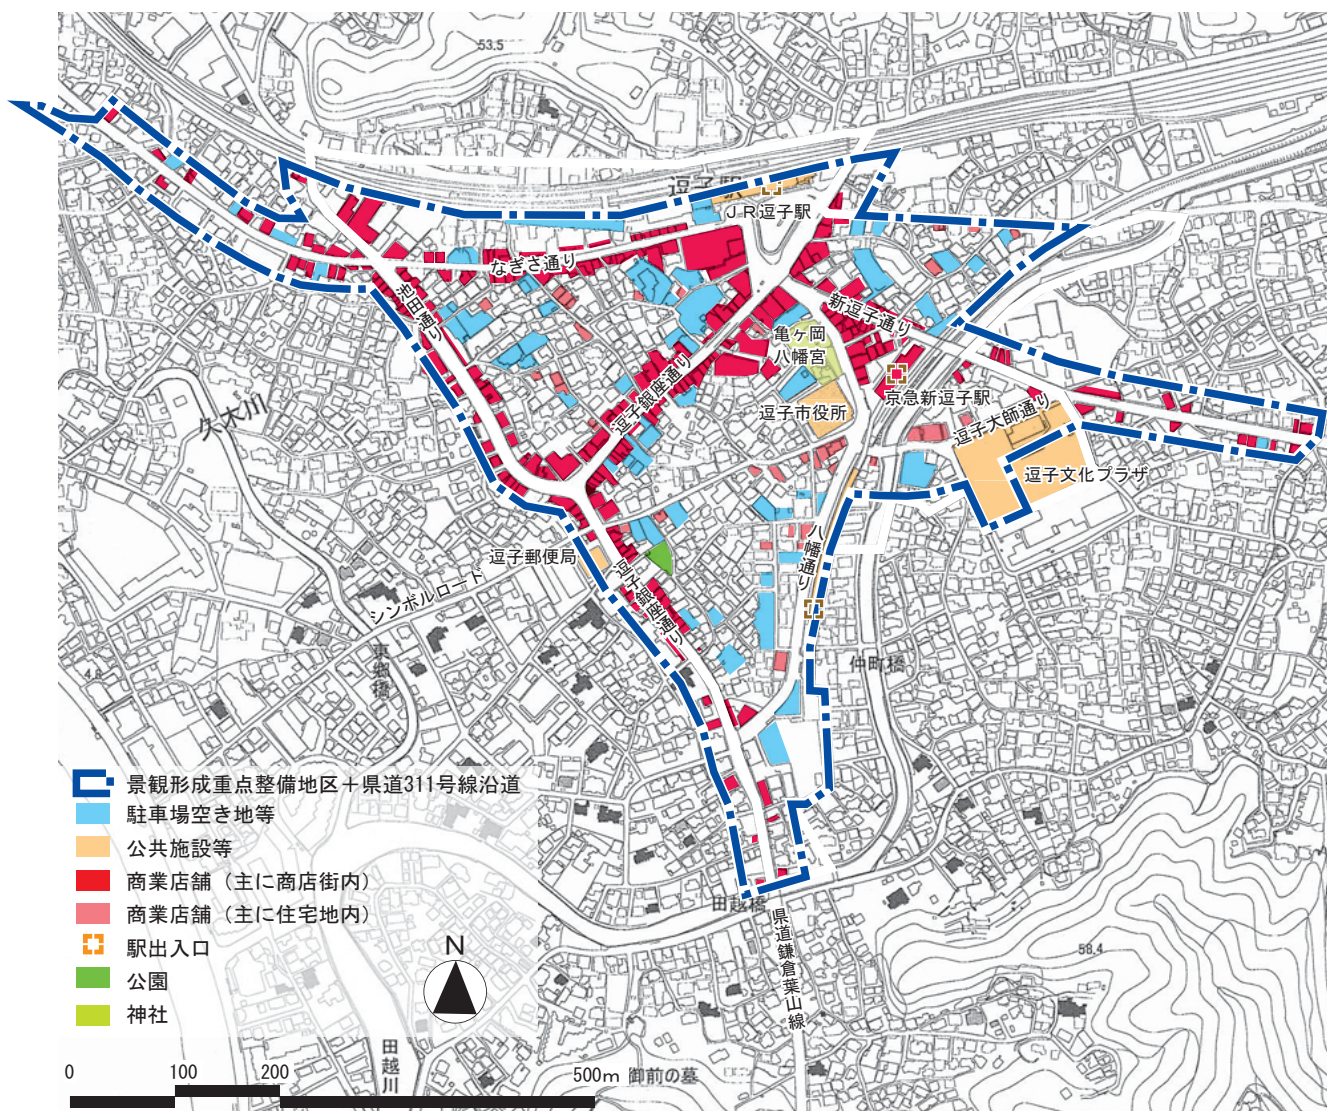 53.5
逗子駅
JR逗子駅
なぎさ通り
池田通り
新逗子通り
亀ヶ岡
八幡宮
逗子銀座通り
京急新逗子駅
逗子市役所
逗子大師通り
久木川
逗子文化プラザ
逗子郵便局
八幡通り
シンボルロード
逗子銀座通り
東郷橋
仲町橋
4.8
景観形成重点整備地区＋県道311号線沿道
駐車場空き地等
公共施設等
商業店舗（主に商店街内）
商業店舗（主に住宅地内）
駅出入口
公園
神社
N
田越橋
県道鎌倉葉山線
58.4
田越川
0
100
200
500m
御前の墓